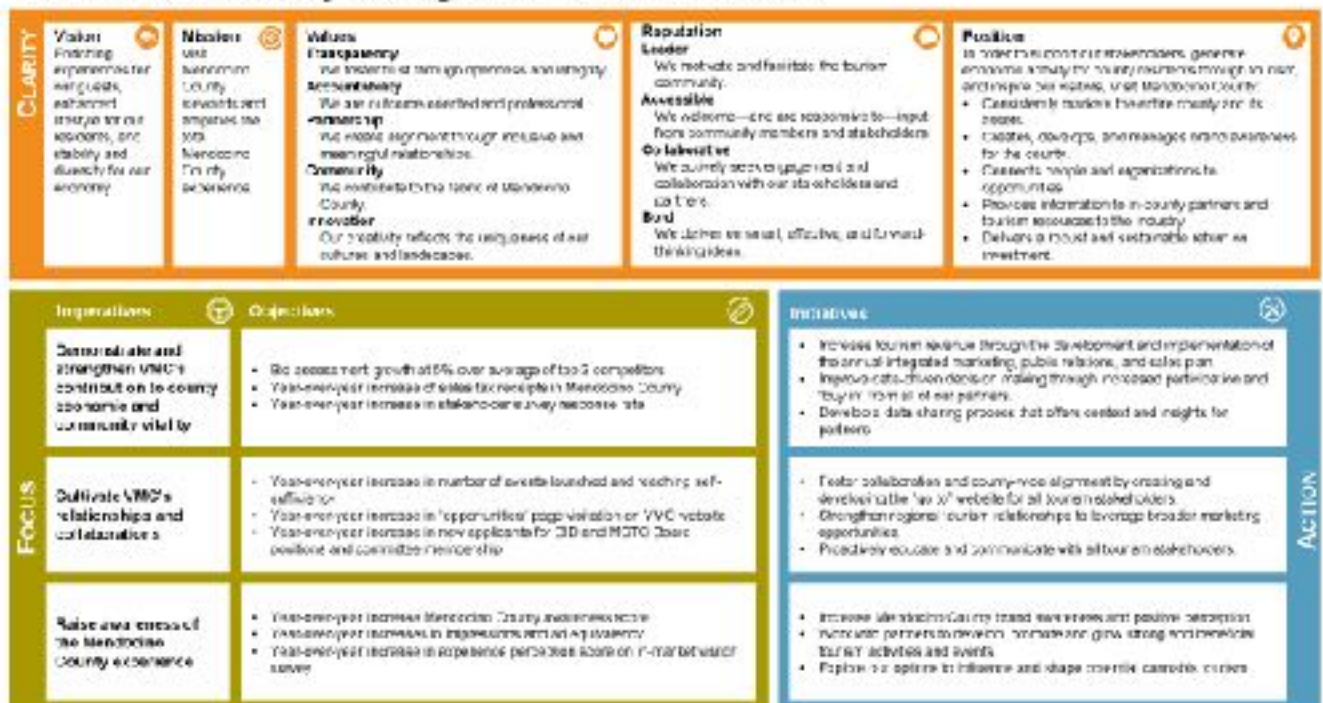 CLARITY
Vision
experiences for
our guests,
enhanced
lifestyle for our
residents, and
stability and
diversity for our
economy
Mission
Visit
Mendocino
County
and
the
Mendocino
County
experience
Values
Transparency
We foster trust through openness and integrity
Accountability
We are outcome oriented and professional
Partnership
We create alignment through inclusive and
meaningful relationships.
Community
We contribute to the fabric of Mendocino
County.
Innovation
Our creativity reflects the uniqueness of our
cultures and landscapes.
Reputation
Leader
We motivate and facilitate the tourism
community.
Accessible
We welcome—and are responsive to—input
from community members and stakeholders
Collaborative
We actively seek engagement and
collaboration with our stakeholders and
partners.
Bold
We deliver effective, and forward-
thinking ideas.
Position
In order to support our stakeholders, generate
economic activity for county residents through tourism,
and inspire our visitors, Visit Mendocino County:
• Consistently markets the entire county and its
assets.
• Creates, develops, and manages brand awareness
for the county.
• Connects people and organizations to
opportunities
• Provides information to in-county partners and
tourism resources to the industry
• Delivers a robust and sustainable return on
investment.
FOCUS
Imperatives
Objectives
Demonstrate and
strengthen VMC's
contribution to county
economic and
community vitality
• Bid assessment growth at 5% over average of top 3 competitors
• Year-over-year increase of sales tax receipts in Mendocino County
• Year-over-year increase in stakeholder survey response rate
Cultivate VMC's
relationships and
collaborations
• Year-over-year increase in number of events launched and reaching self-
sufficiency
• Year-over-year increase in "opportunities" page visitation on VMC website
• Year-over-year increase in new applicants for BID and MCTC Board
positions and committee membership
Raise awareness of
the Mendocino
County experience
• Year-over-year increase Mendocino County awareness score
• Year-over-year increases in impressions and ad equivalency
• Year-over-year increase in experience perception score on in-market visitor
survey
Initiatives
• Increase tourism revenue through the development and implementation of
the annual integrated marketing, public relations, and sales plan
• Improve data-driven decision making through increased participation and
"buy in" from all of our partners.
• Develop a data sharing process that offers context and insights for
partners
• Foster collaboration and county-wide alignment by creating and
developing the "go to" website for all tourism stakeholders.
• Strengthen regional tourism relationships to leverage broader marketing
opportunities
• Proactively educate and communicate with all tourism stakeholders.
• Increase Mendocino County brand awareness and positive perception
• Work with partners to develop, promote and grow strong and beneficial
tourism activities and events
• Explore our options to influence and shape potential cannabis tourism
ACTION